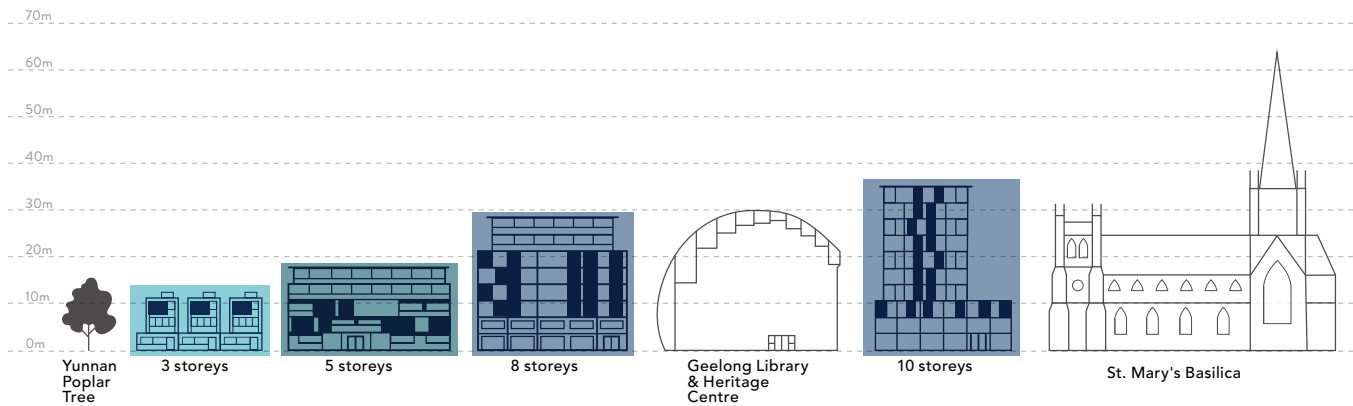 70m
60m
50m
40m
30m
20m
10m
0m
Yunnan
Poplar
Tree
3 storeys
5 storeys
8 storeys
Geelong Library
& Heritage
Centre
10 storeys
St. Mary's Basilica